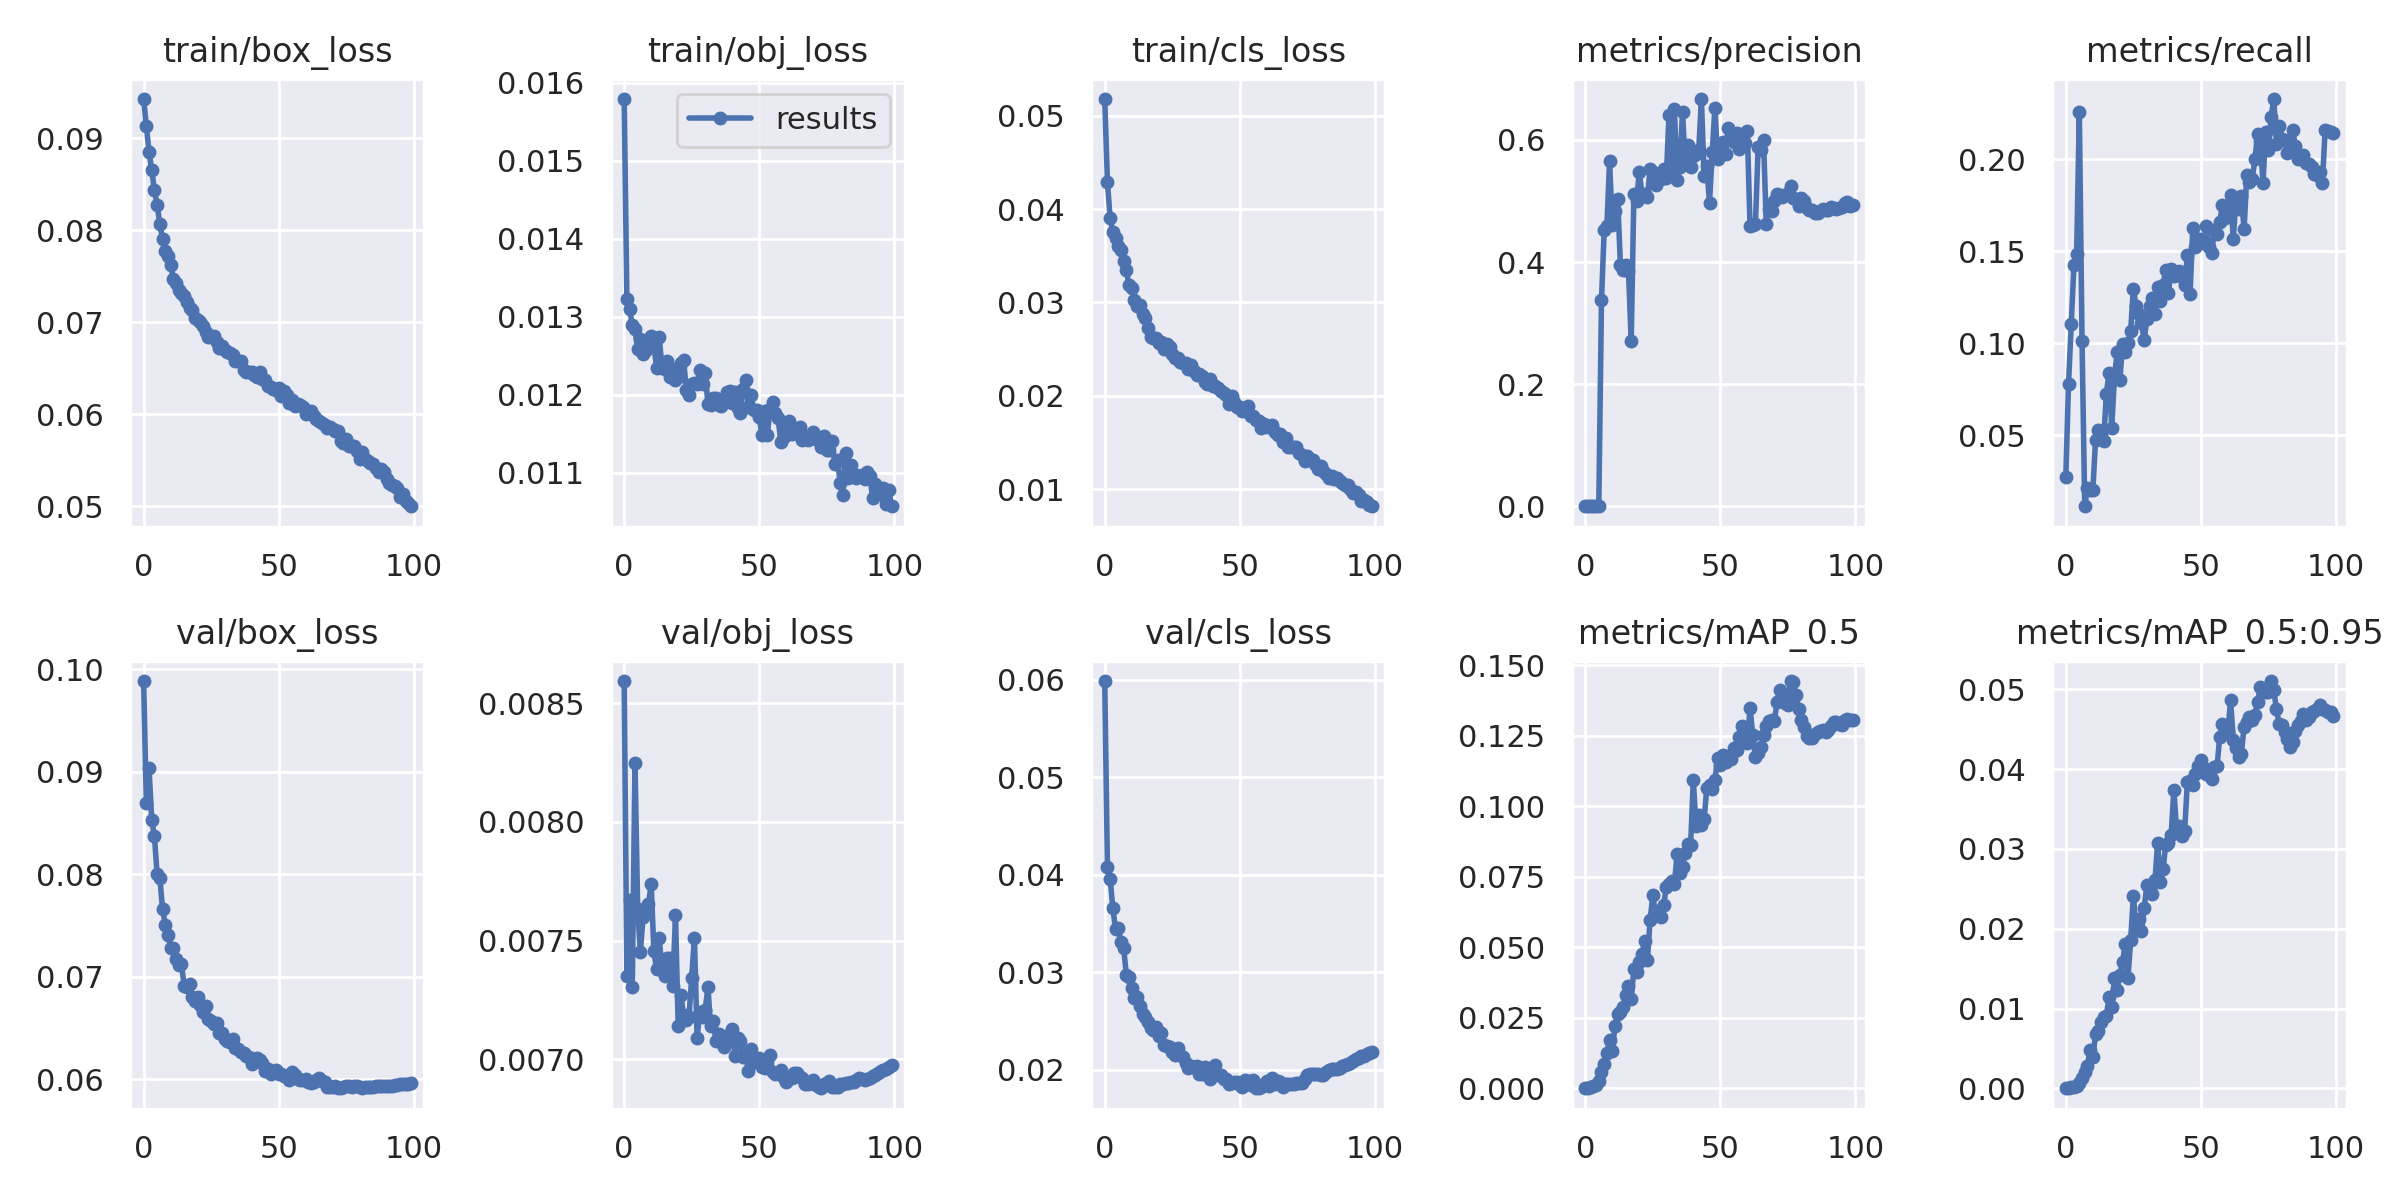 train/box_loss
0.09
0.08
0.07
0.06
0.05
0 50 100
train/obj_loss
results
0.016
0.015
0.014
0.013
0.012
0.011
0 50 100
train/cls_loss
0.05
0.04
0.03
0.02
0.01
0 50 100
metrics/precision
0.6
0.4
0.2
0.0
0 50 100
metrics/recall
0.20
0.15
0.10
0.05
0 50 100
val/box_loss
0.10
0.09
0.08
0.07
0.06
0 50 100
val/obj_loss
0.0085
0.0080
0.0075
0.0070
0 50 100
val/cls_loss
0.06
0.05
0.04
0.03
0.02
0 50 100
metrics/mAP_0.5
0.150
0.125
0.100
0.075
0.050
0.025
0.000
0 50 100
metrics/mAP_0.5:0.95
0.05
0.04
0.03
0.02
0.01
0.00
0 50 100